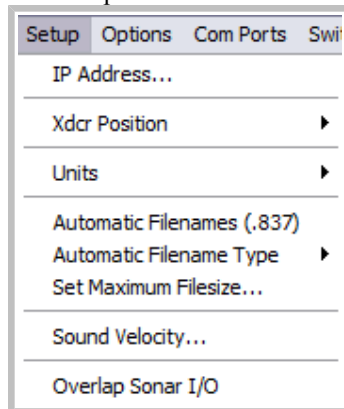 Setup Options Com Ports
IP Address...
Xdcr Position
Units
Automatic Filenames (.837)
Automatic Filename Type
Set Maximum Filesize...
Sound Velocity...
Overlap Sonar I/O